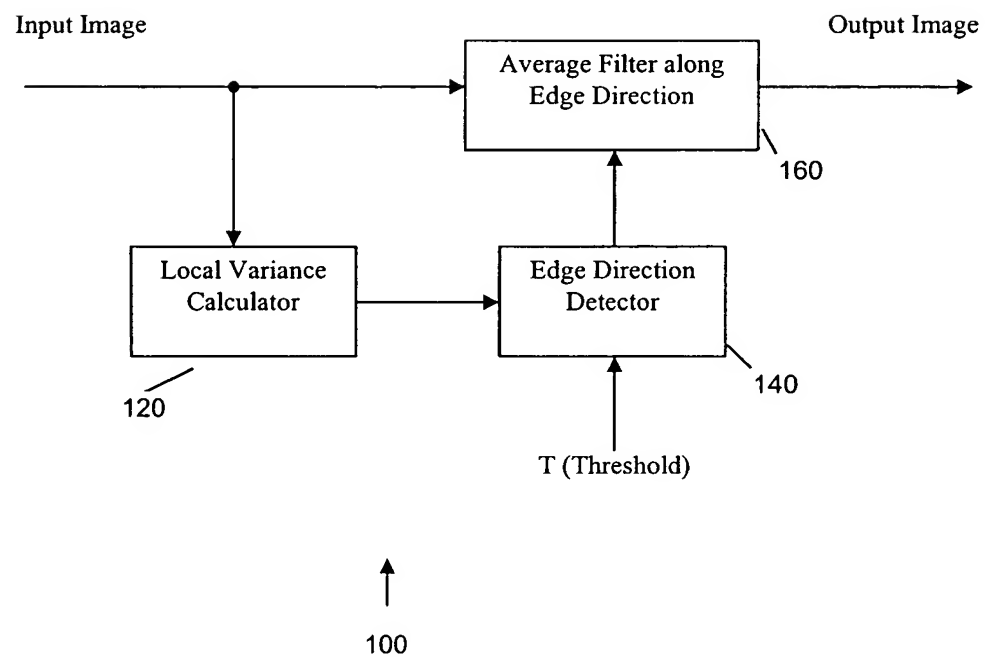 Input Image
Output Image
Average Filter along
Edge Direction
160
Local Variance
Calculator
Edge Direction
Detector
120
140
T (Threshold)
100